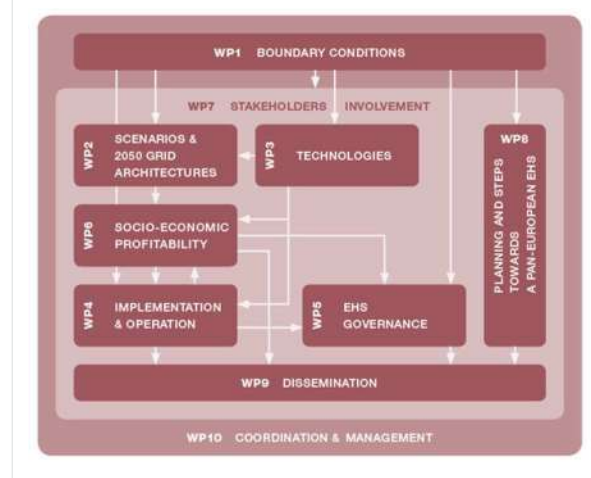 WP1 BOUNDARY CONDITIONS
WP7 STAKEHOLDERS INVOLVEMENT
WP2
SCENARIOS &
2050 GRID
ARCHITECTURES
WP3
TECHNOLOGIES
WP8
PLANNING AND STEPS
TOWARDS
A PAN-EUROPEAN EHS
WP6
SOCIO-ECONOMIC
PROFITABILITY
WP4
IMPLEMENTATION
& OPERATION
WP5
EHS
GOVERNANCE
WP9 DISSEMINATION
WP10 COORDINATION & MANAGEMENT